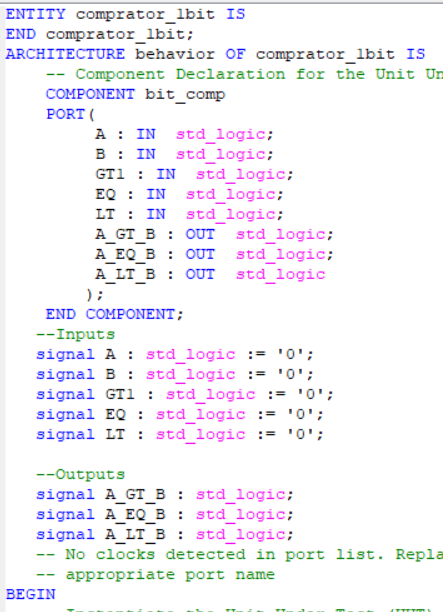 ENTITY comprator_1bit IS
END comprator_1bit;
ARCHITECTURE behavior OF comprator_1bit IS
-- Component Declaration for the Unit Un
COMPONENT bit_comp
PORT(
A : IN std_logic;
B : IN std_logic;
GT1 : IN std_logic;
EQ : IN std_logic;
LT : IN std_logic;
A_GT_B : OUT std_logic;
A_EQ_B : OUT std_logic;
A_LT_B : OUT std_logic
);
END COMPONENT;
--Inputs
signal A : std_logic := '0';
signal B : std_logic := '0';
signal GT1 : std_logic := '0';
signal EQ : std_logic := '0';
signal LT : std_logic := '0';
--Outputs
signal A_GT_B : std_logic;
signal A_EQ_B : std_logic;
signal A_LT_B : std_logic;
-- No clocks detected in port list. Repla
-- appropriate port name
BEGIN